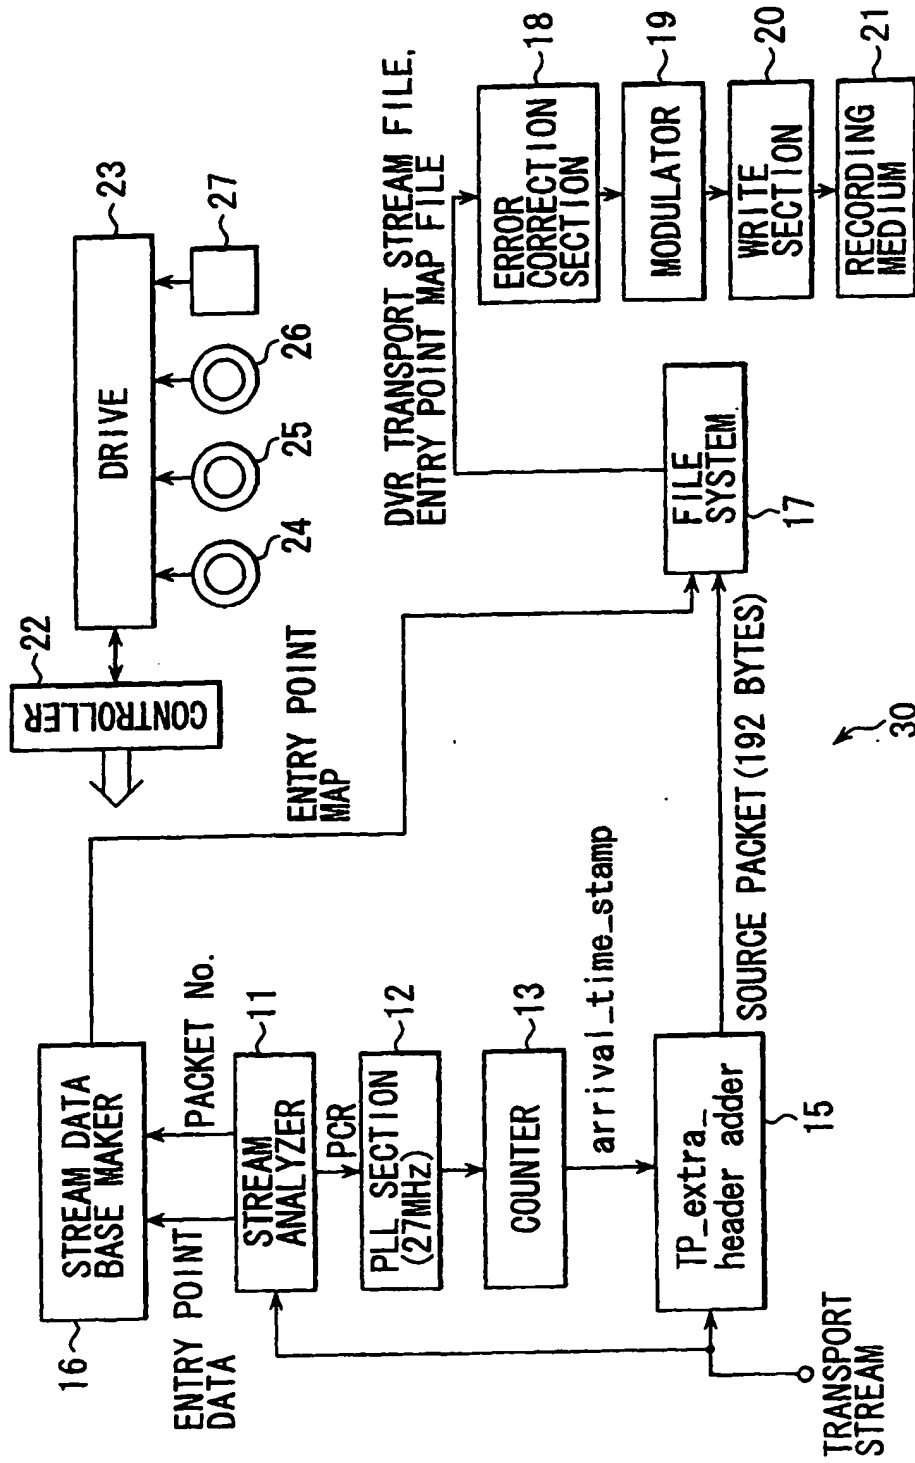 16
STREAM DATA
BASE MAKER
ENTRY POINT
DATA
PACKET No.
STREAM
ANALYZER
11
PCR
PLL SECTION
(27MHz)
12
COUNTER
13
arrival_time_stamp
TP_extra_
header adder
15
TRANSPORT
STREAM
SOURCE PACKET(192 BYTES)
ENTRY POINT
MAP
CONTROLLER
22
DRIVE
23
24
25
26
27
FILE
SYSTEM
17
DVR TRANSPORT STREAM FILE,
ENTRY POINT MAP FILE
ERROR
CORRECTION
SECTION
18
MODULATOR
19
WRITE
SECTION
20
RECORDING
MEDIUM
21
30